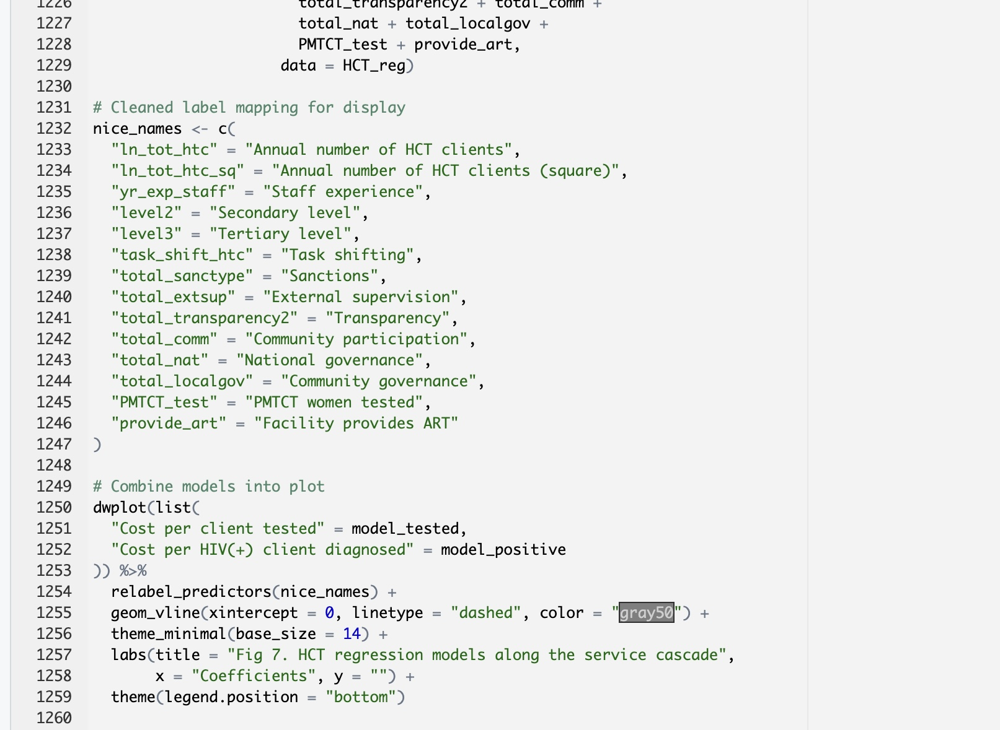 1226                       total_transparency2 + total_comm +
1227                       total_nat + total_localgov +
1228                       PMTCT_test + provide_art,
1229                     data = HCT_reg)
1230
1231 # Cleaned label mapping for display
1232 nice_names <- c(
1233   "ln_tot_htc" = "Annual number of HCT clients",
1234   "ln_tot_htc_sq" = "Annual number of HCT clients (square)",
1235   "yr_exp_staff" = "Staff experience",
1236   "level2" = "Secondary level",
1237   "level3" = "Tertiary level",
1238   "task_shift_htc" = "Task shifting",
1239   "total_sanctype" = "Sanctions",
1240   "total_extsup" = "External supervision",
1241   "total_transparency2" = "Transparency",
1242   "total_comm" = "Community participation",
1243   "total_nat" = "National governance",
1244   "total_localgov" = "Community governance",
1245   "PMTCT_test" = "PMTCT women tested",
1246   "provide_art" = "Facility provides ART"
1247 )
1248
1249 # Combine models into plot
1250 dwplot(list(
1251   "Cost per client tested" = model_tested,
1252   "Cost per HIV(+) client diagnosed" = model_positive
1253 )) %>%
1254   relabel_predictors(nice_names) +
1255   geom_vline(xintercept = 0, linetype = "dashed", color = "gray50") +
1256   theme_minimal(base_size = 14) +
1257   labs(title = "Fig 7. HCT regression models along the service cascade",
1258        x = "Coefficients", y = "") +
1259   theme(legend.position = "bottom")
1260